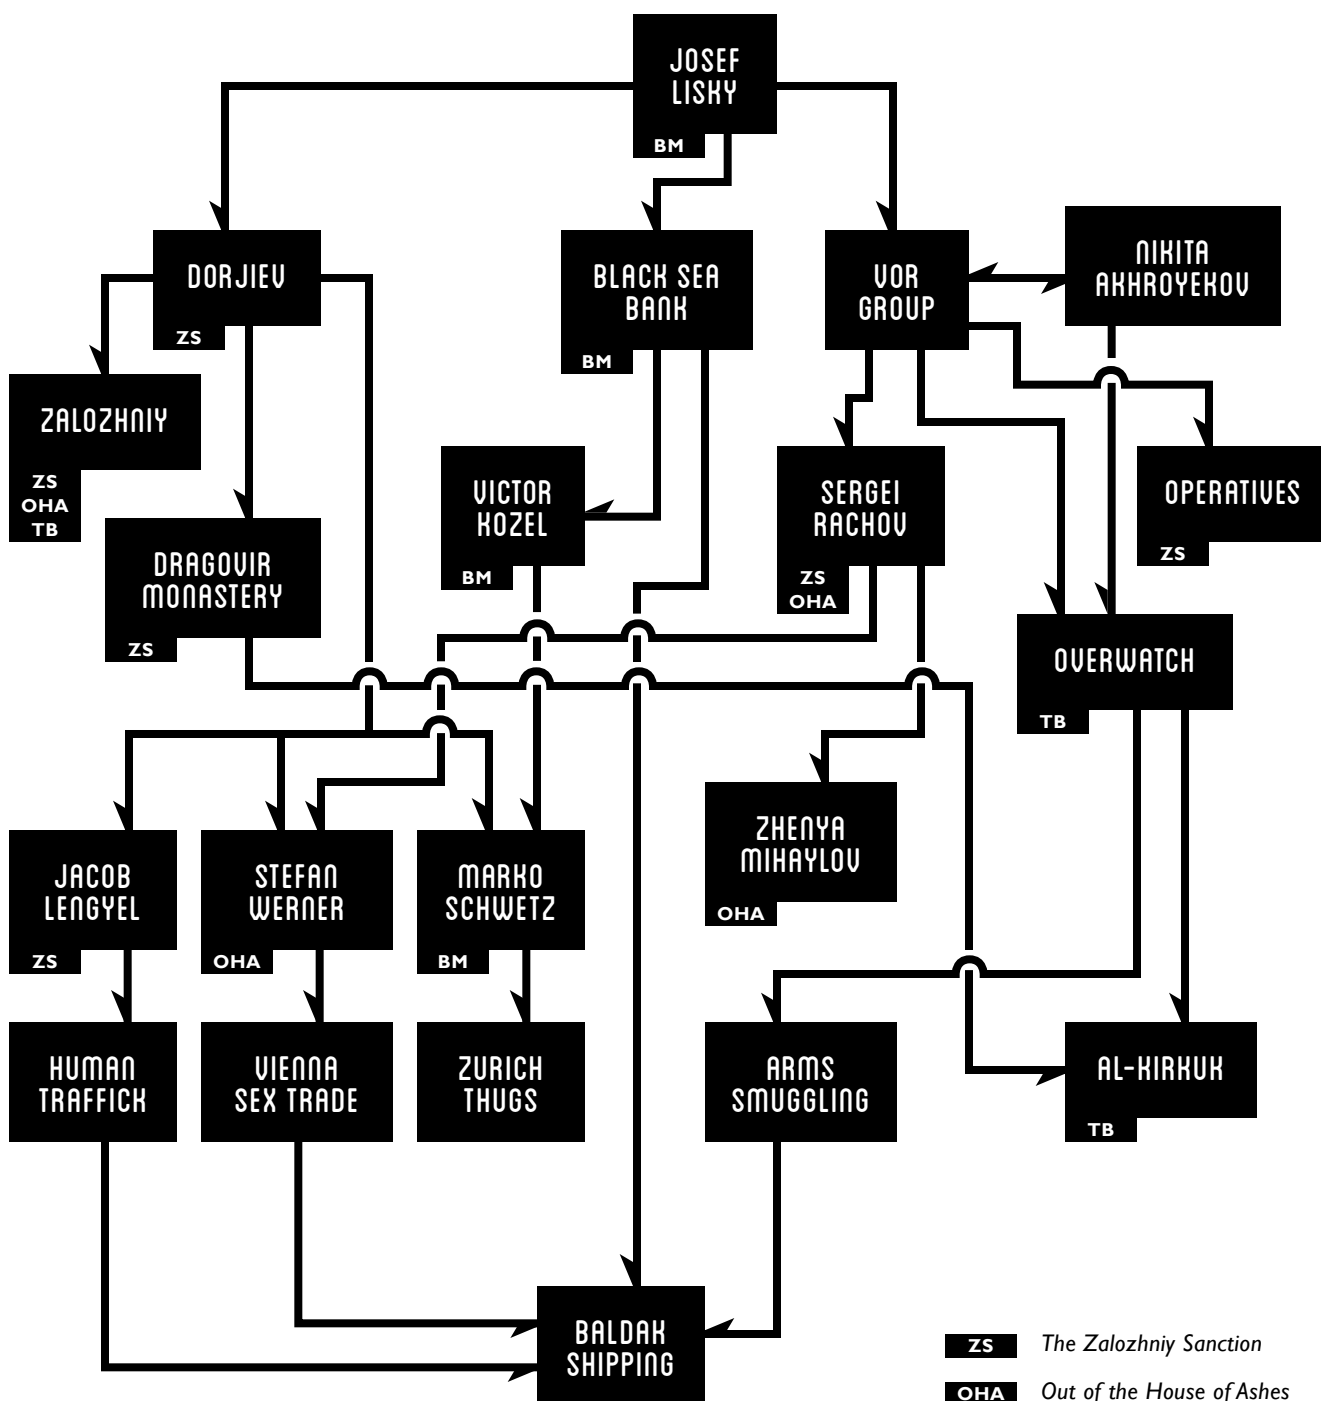 JOSEF
LISKY
BM
DORJIEV
ZS
BLACK SEA
BANK
BM
VOR
GROUP
NIKITA
AKHROYEKOV
ZALOZHNIY
ZS
OHA
TB
VICTOR
KOZEL
BM
SERGEI
RACHOV
ZS
OHA
OPERATIVES
ZS
DRAGOVIR
MONASTERY
ZS
OVERWATCH
TB
ZHENYA
MIHAYLOV
OHA
JACOB
LENGYEL
ZS
STEFAN
WERNER
OHA
MARKO
SCHWETZ
BM
HUMAN
TRAFFICK
VIENNA
SEX TRADE
ZURICH
THUGS
ARMS
SMUGGLING
AL-KIRKUK
TB
BALDAK
SHIPPING
ZS The Zalozhniy Sanction
OHA Out of the House of Ashes